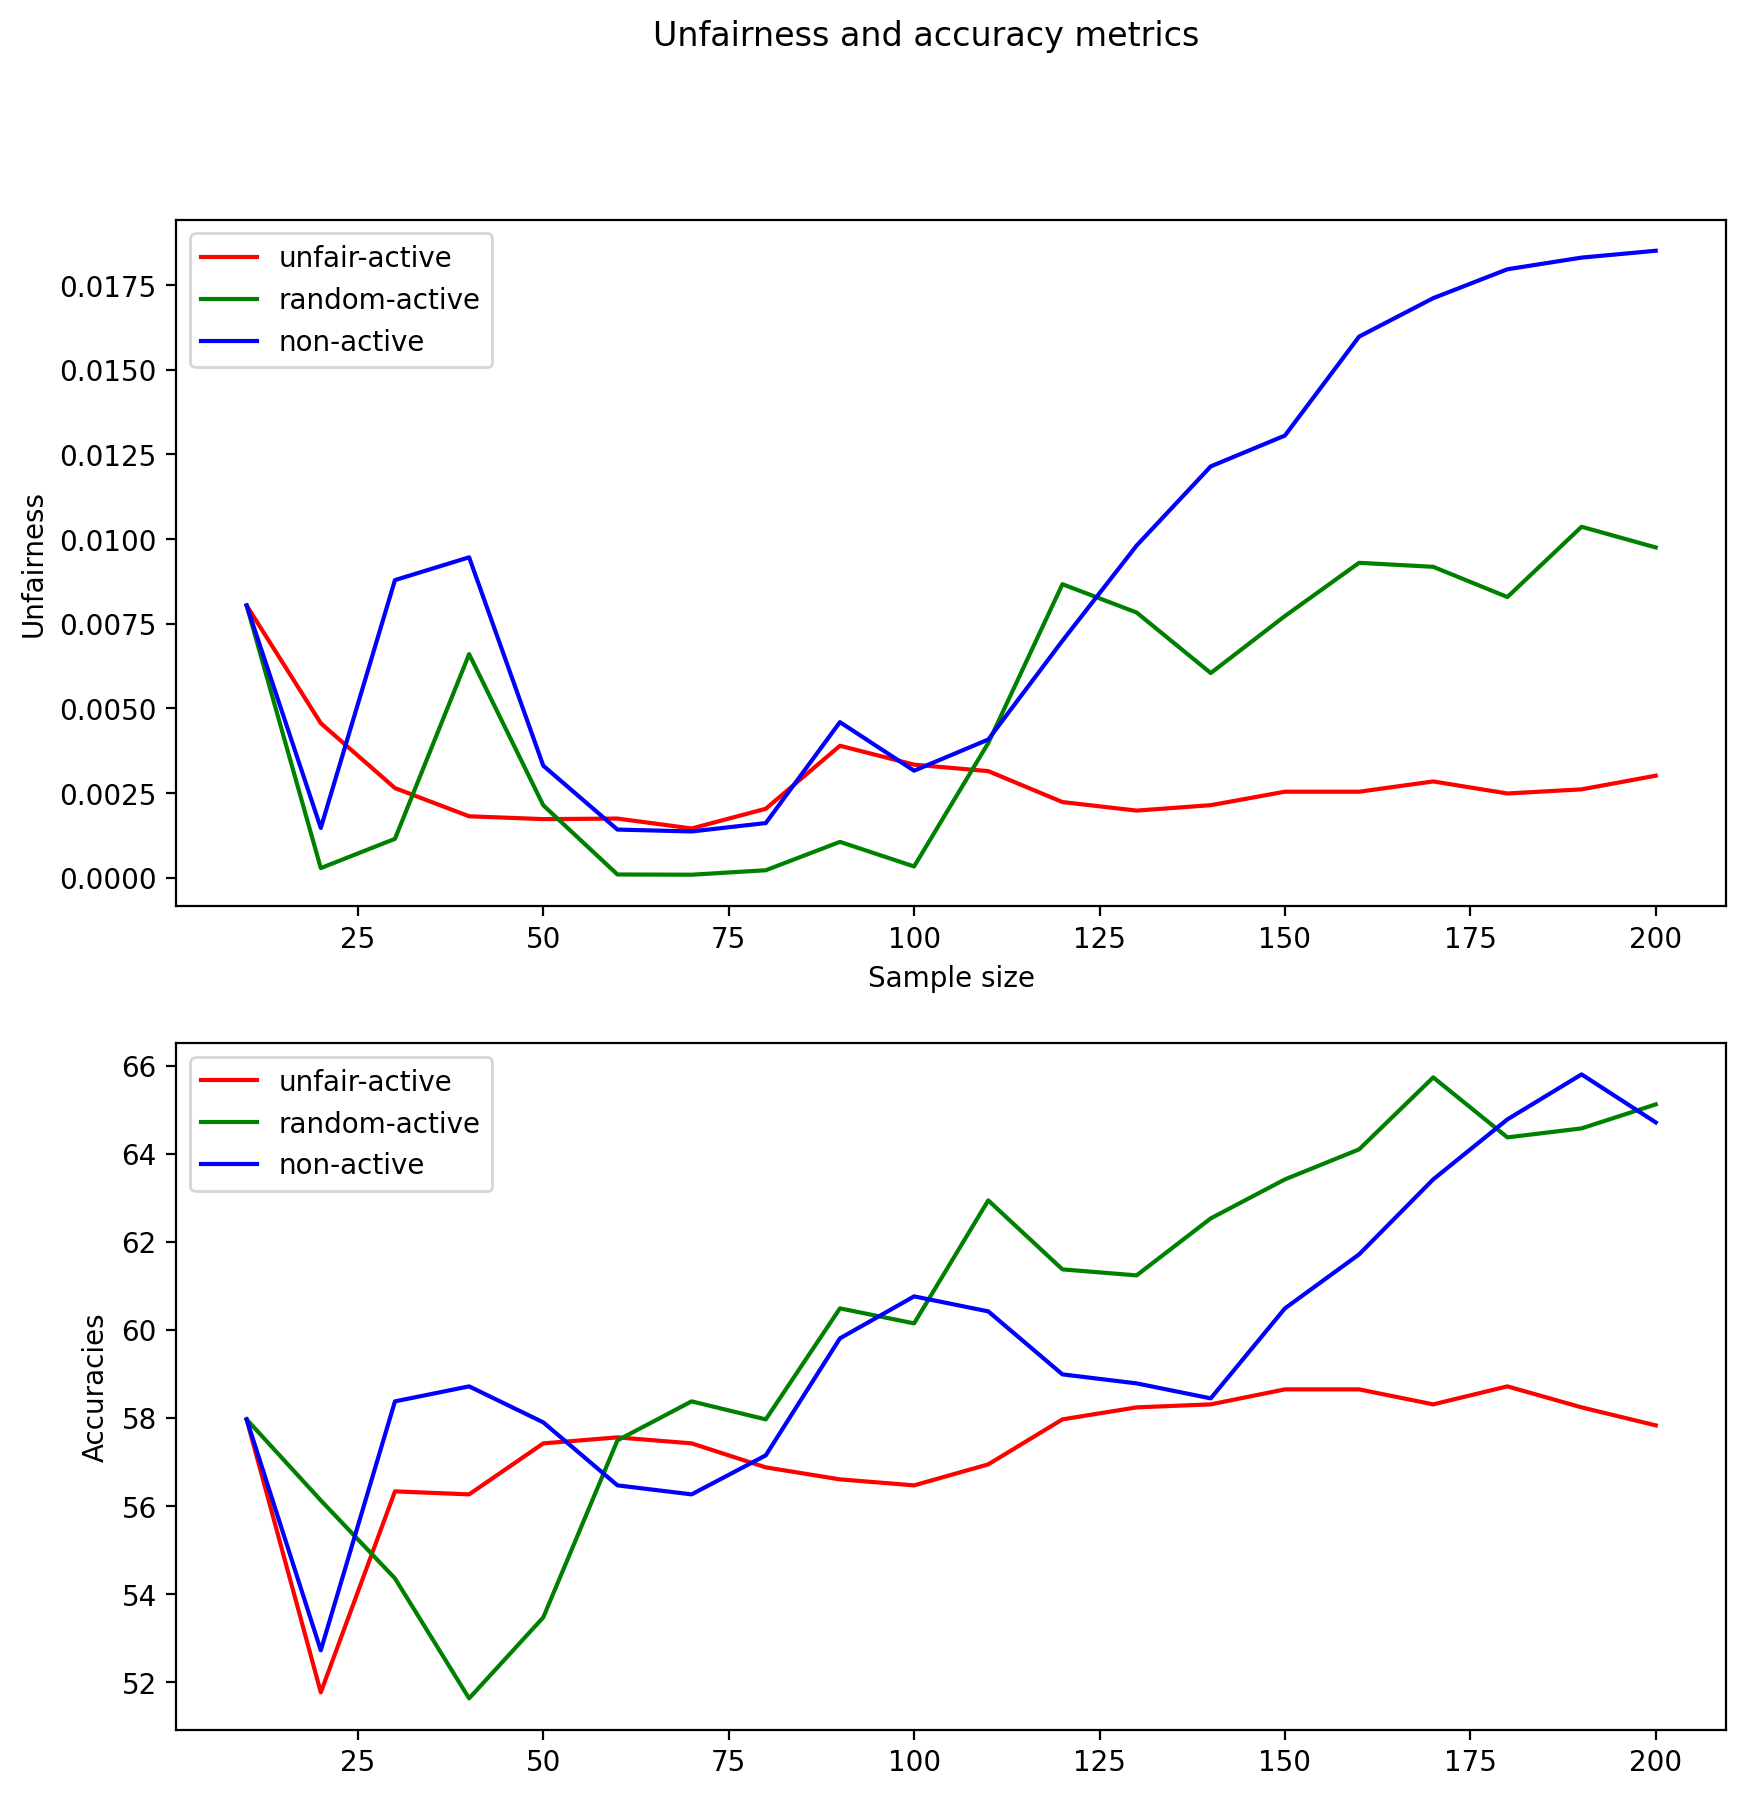 Unfairness and accuracy metrics
unfair-active
random-active
non-active
0.0175
0.0150
0.0125
0.0100
0.0075
0.0050
0.0025
0.0000
Unfairness
25 50 75 100 125 150 175 200
Sample size
unfair-active
random-active
non-active
66
64
62
60
58
56
54
52
Accuracies
25 50 75 100 125 150 175 200